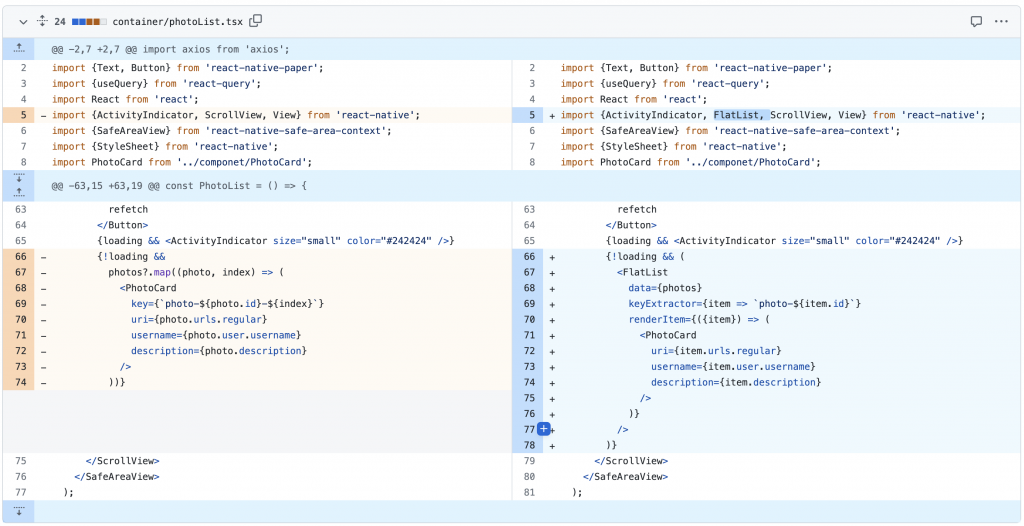 24 container/photoList.tsx
@@ -2,7 +2,7 @@ import axios from 'axios';
2 import {Text, Button} from 'react-native-paper';
3 import {useQuery} from 'react-query';
4 import React from 'react';
5 - import {ActivityIndicator, ScrollView, View} from 'react-native';
6 import {SafeAreaView} from 'react-native-safe-area-context';
7 import {StyleSheet} from 'react-native';
8 import PhotoCard from '../componet/PhotoCard';
2 import {Text, Button} from 'react-native-paper';
3 import {useQuery} from 'react-query';
4 import React from 'react';
5 + import {ActivityIndicator, FlatList, ScrollView, View} from 'react-native';
6 import {SafeAreaView} from 'react-native-safe-area-context';
7 import {StyleSheet} from 'react-native';
8 import PhotoCard from '../componet/PhotoCard';
@@ -63,15 +63,19 @@ const PhotoList = () => {
63 refetch
64 </Button>
65 {loading && <ActivityIndicator size="small" color="#242424" />}
66 - {!loading &&
67 - photos?.map((photo, index) => (
68 - <PhotoCard
69 - key={`photo-${photo.id}-${index}`}
70 - uri={photo.urls.regular}
71 - username={photo.user.username}
72 - description={photo.description}
73 - />
74 - ))}
75 </ScrollView>
76 </SafeAreaView>
77 );
63 refetch
64 </Button>
65 {loading && <ActivityIndicator size="small" color="#242424" />}
66 + {!loading && (
67 + <FlatList
68 + data={photos}
69 + keyExtractor={item => `photo-${item.id}`}
70 + renderItem={({item}) => (
71 + <PhotoCard
72 + uri={item.urls.regular}
73 + username={item.user.username}
74 + description={item.description}
75 + />
76 + )}
77 + />
78 + )}
79 </ScrollView>
80 </SafeAreaView>
81 );